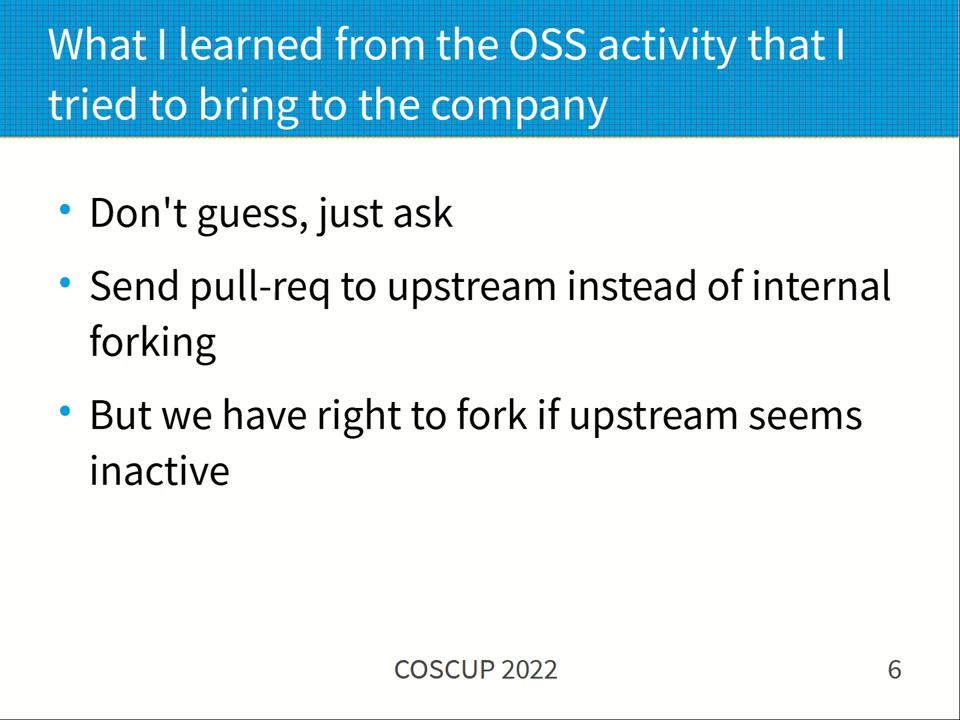 What I learned from the OSS activity that I
tried to bring to the company
• Don't guess, just ask
• Send pull-req to upstream instead of internal
forking
• But we have right to fork if upstream seems
inactive
COSCUP 2022
6